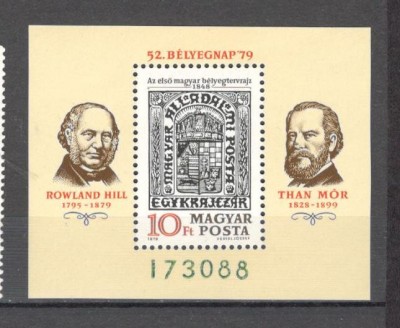 52. BÉLYEGNAP '79
Az első magyar bélyegtervrajz
1848
MAGYAR ÁLLADALMI POSTA
EGY KRAJCZÁR
ROWLAND HILL
1795 - 1879
THAN MÓR
1828 - 1899
10 Ft MAGYAR POSTA
1979
173088